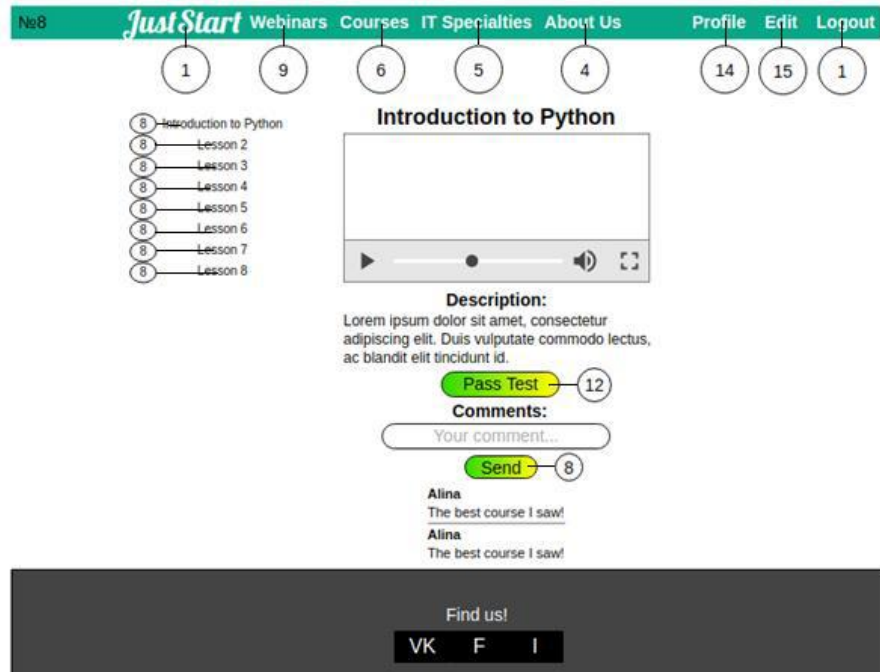 №8 JustStart Webinars Courses IT Specialties About Us Profile Edit Logout
1 9 6 5 4 14 15 1
8 Introduction to Python
8 Lesson 2
8 Lesson 3
8 Lesson 4
8 Lesson 5
8 Lesson 6
8 Lesson 7
8 Lesson 8
Introduction to Python
Description:
Lorem ipsum dolor sit amet, consectetur
adipiscing elit. Duis vulputate commodo lectus,
ac blandit elit tincidunt id.
Pass Test 12
Comments:
Your comment...
Send 8
Alina
The best course I saw!
Alina
The best course I saw!
Find us!
VK F I